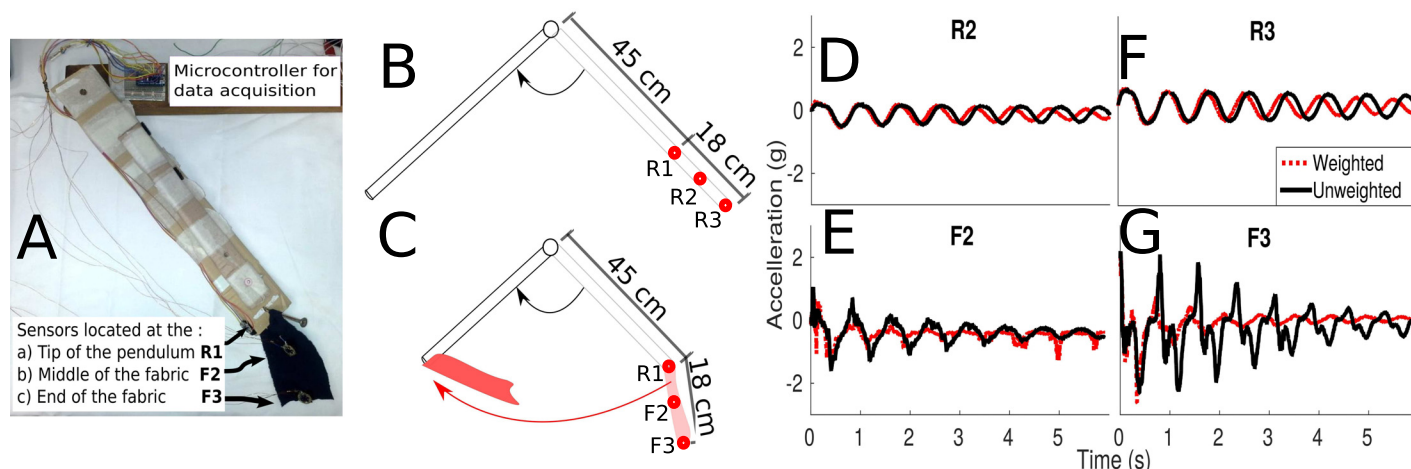 A
Microcontroller for
data acquisition
Sensors located at the :
a) Tip of the pendulum R1
b) Middle of the fabric F2
c) End of the fabric F3
B
45 cm
18 cm
R1
R2
R3
C
45 cm
18 cm
R1
F2
F3
Accelleration (g)
D
R2
2
0
-2
F
R3
Weighted
Unweighted
E
F2
2
0
-2
0 1 2 3 4 5
G
F3
0 1 2 3 4 5
Time (s)